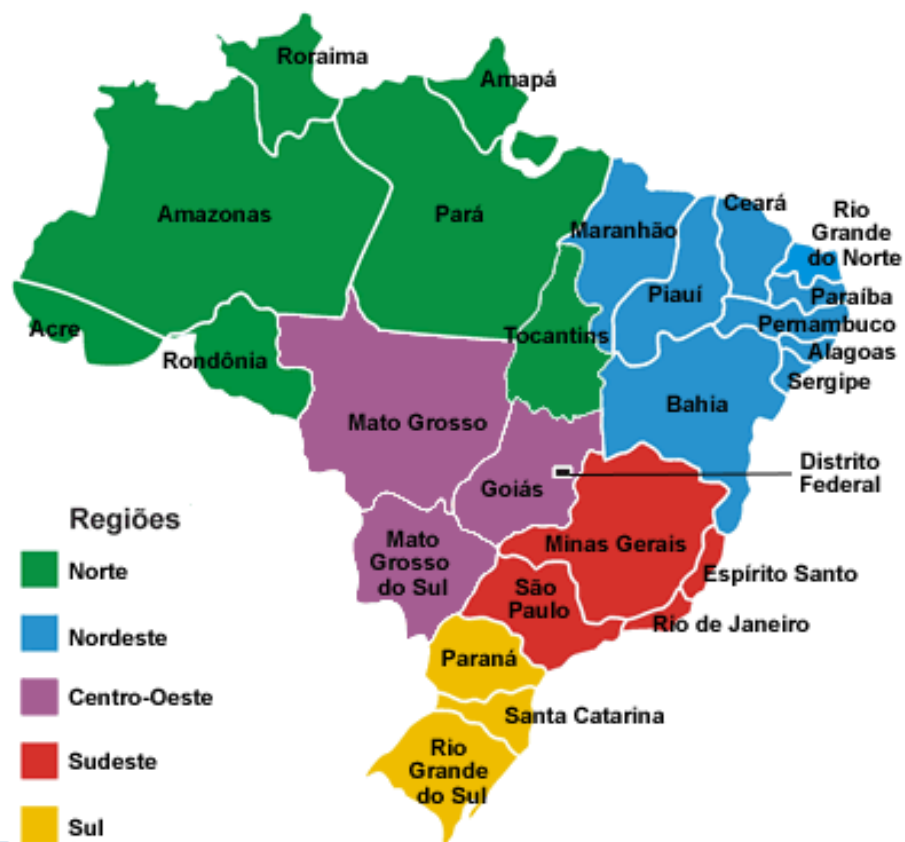 Roraima
Amapá
Amazonas
Pará
Maranhão
Ceará
Rio
Grande
do Norte
Piauí
Paraíba
Pernambuco
Acre
Rondônia
Tocantins
Alagoas
Sergipe
Bahia
Mato Grosso
Goiás
Distrito
Federal
Mato
Grosso
do Sul
Minas Gerais
Espírito Santo
São
Paulo
Rio de Janeiro
Paraná
Santa Catarina
Rio
Grande
do Sul
Regiões
Norte
Nordeste
Centro-Oeste
Sudeste
Sul